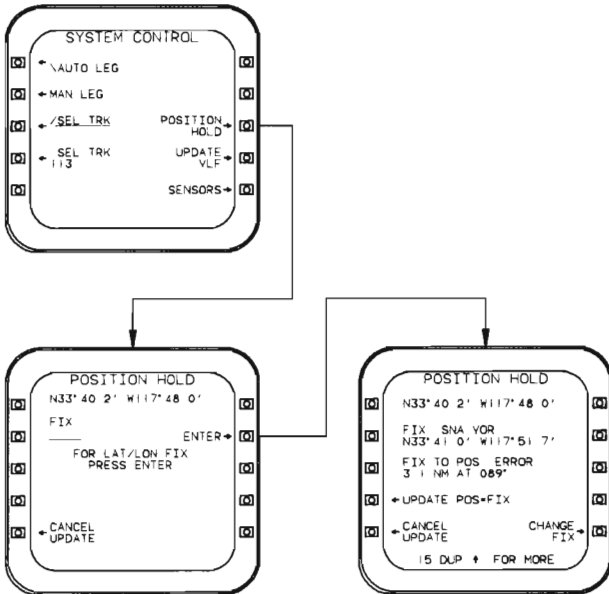 SYSTEM CONTROL
\AUTO LEG
MAN LEG
/SEL TRK
POSITION HOLD
SEL TRK
113
UPDATE VLF
SENSORS
POSITION HOLD
N33°40 2' W117°48 0'
FIX
ENTER
FOR LAT/LON FIX
PRESS ENTER
CANCEL
UPDATE
POSITION HOLD
N33°40 2' W117°48 0'
FIX SNA VOR
N33°41 0' W117°51 7'
FIX TO POS ERROR
3 1 NM AT 089°
UPDATE POS=FIX
CANCEL
UPDATE
CHANGE
FIX
15 DUP ↑ FOR MORE